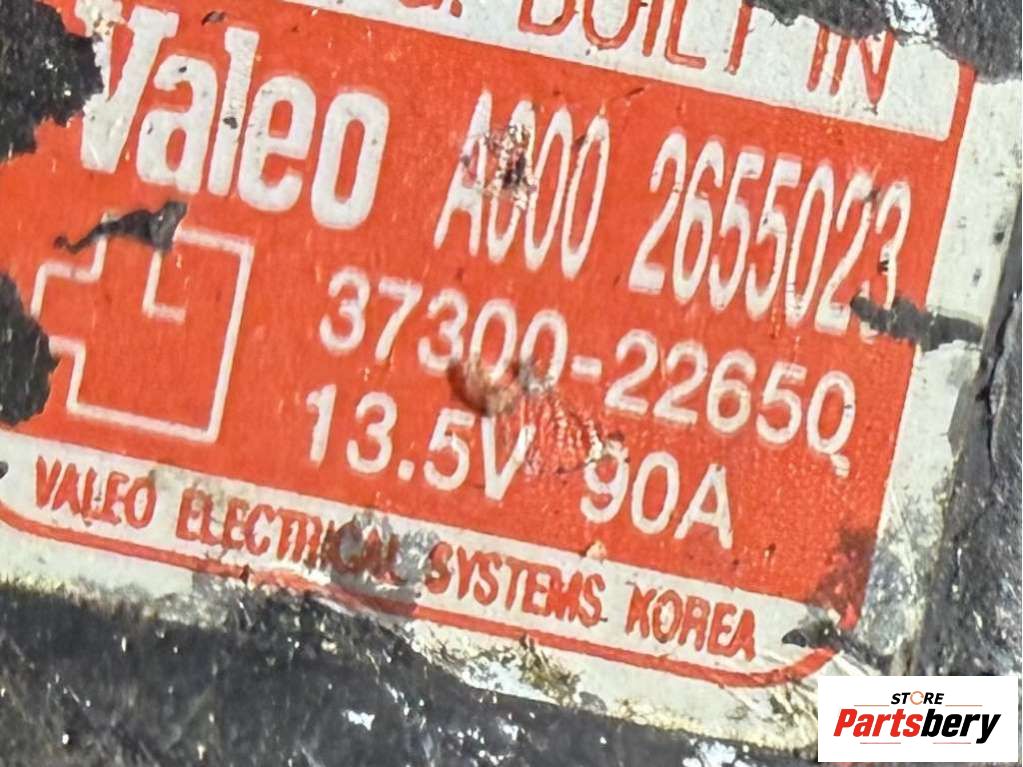 BUILT IN
Valeo A000 2655023
37300-22650
13.5V 90A
VALEO ELECTRICAL SYSTEMS KOREA
STORE
Partsbery